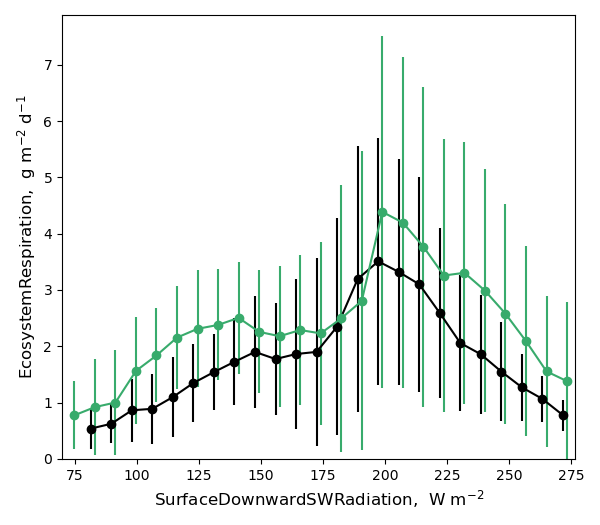 EcosystemRespiration, g m⁻² d⁻¹
7
6
5
4
3
2
1
0
75 100 125 150 175 200 225 250 275
SurfaceDownwardSWRadiation, W m⁻²